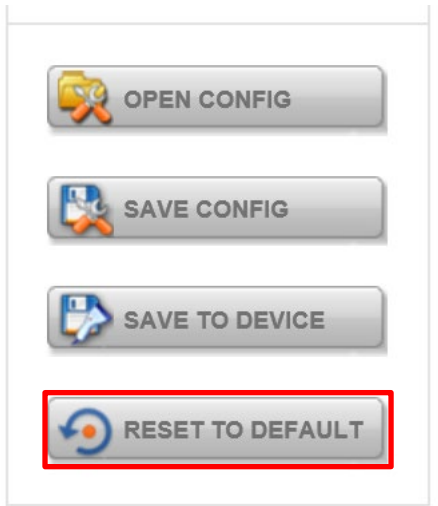 OPEN CONFIG
SAVE CONFIG
SAVE TO DEVICE
RESET TO DEFAULT